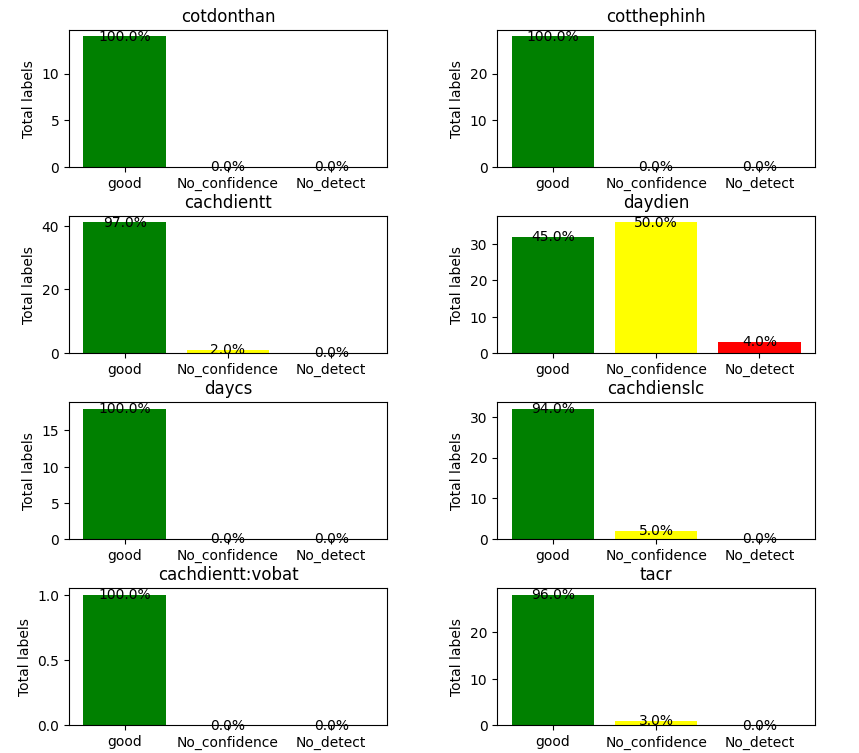 cotdonthan
Total labels
10
5
0
100.0%
0.0%
0.0%
good
No_confidence
No_detect
cotthephinh
Total labels
20
10
0
100.0%
0.0%
0.0%
good
No_confidence
No_detect
cachdientt
Total labels
40
20
0
97.0%
2.0%
0.0%
good
No_confidence
No_detect
daydien
Total labels
30
20
10
0
45.0%
50.0%
4.0%
good
No_confidence
No_detect
daycs
Total labels
15
10
5
0
100.0%
0.0%
0.0%
good
No_confidence
No_detect
cachdienslc
Total labels
30
20
10
0
94.0%
5.0%
0.0%
good
No_confidence
No_detect
cachdientt:vobat
Total labels
1.0
0.5
0.0
100.0%
0.0%
0.0%
good
No_confidence
No_detect
tacr
Total labels
20
10
0
96.0%
3.0%
0.0%
good
No_confidence
No_detect